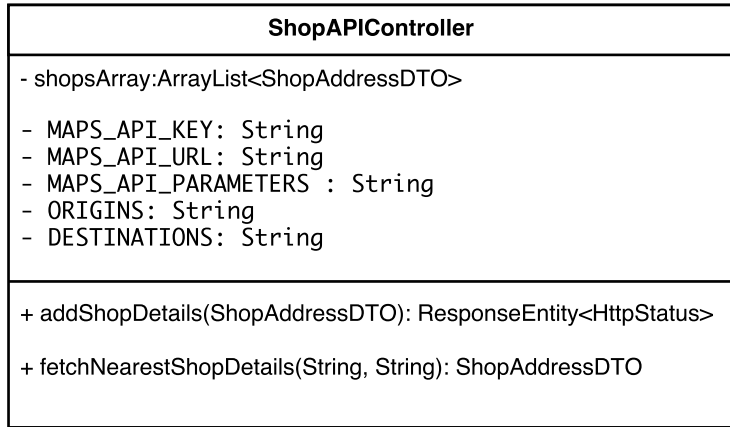 ShopAPIController
- shopsArray:ArrayList<ShopAddressDTO>
- MAPS_API_KEY: String
- MAPS_API_URL: String
- MAPS_API_PARAMETERS : String
- ORIGINS: String
- DESTINATIONS: String
+ addShopDetails(ShopAddressDTO): ResponseEntity<HttpStatus>
+ fetchNearestShopDetails(String, String): ShopAddressDTO